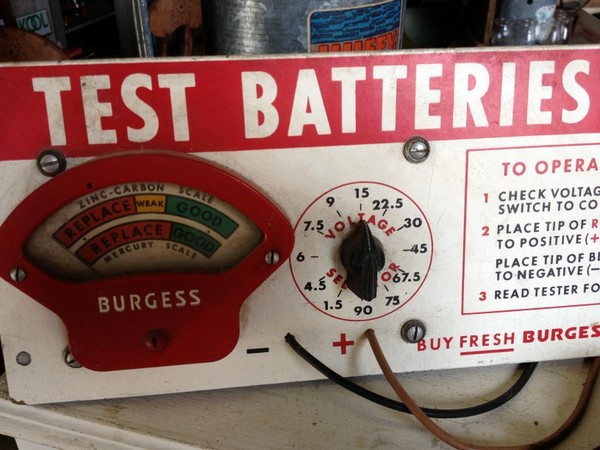 KOOL
TEST BATTERIES
ZINC-CARBON SCALE
REPLACE WEAK GOOD
REPLACE GOOD
MERCURY SCALE
BURGESS
VOLTAGE
SELECTOR
1.5
4.5
6
7.5
9
15
22.5
30
45
67.5
75
90
TO OPERA
1 CHECK VOLTAG
SWITCH TO CO
2 PLACE TIP OF R
TO POSITIVE (+
PLACE TIP OF BL
TO NEGATIVE (–
3 READ TESTER FO
– +
BUY FRESH BURGES